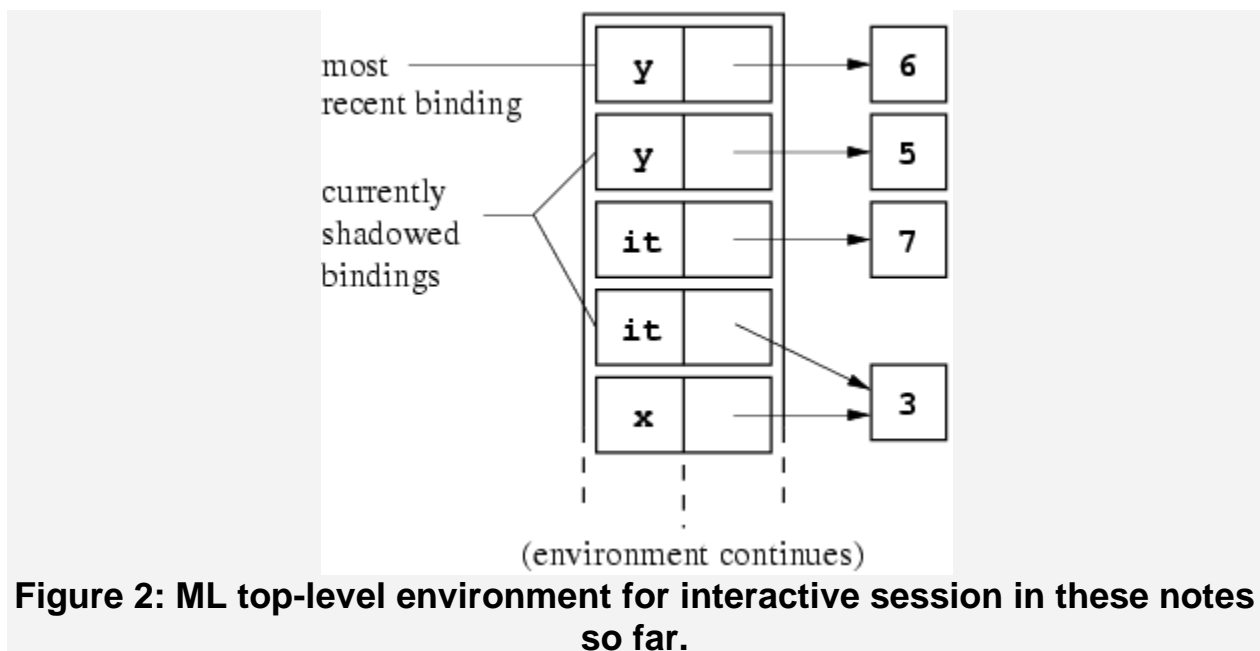 most
recent binding
currently
shadowed
bindings
y
6
y
5
it
7
it
x
3
(environment continues)
Figure 2: ML top-level environment for interactive session in these notes
so far.